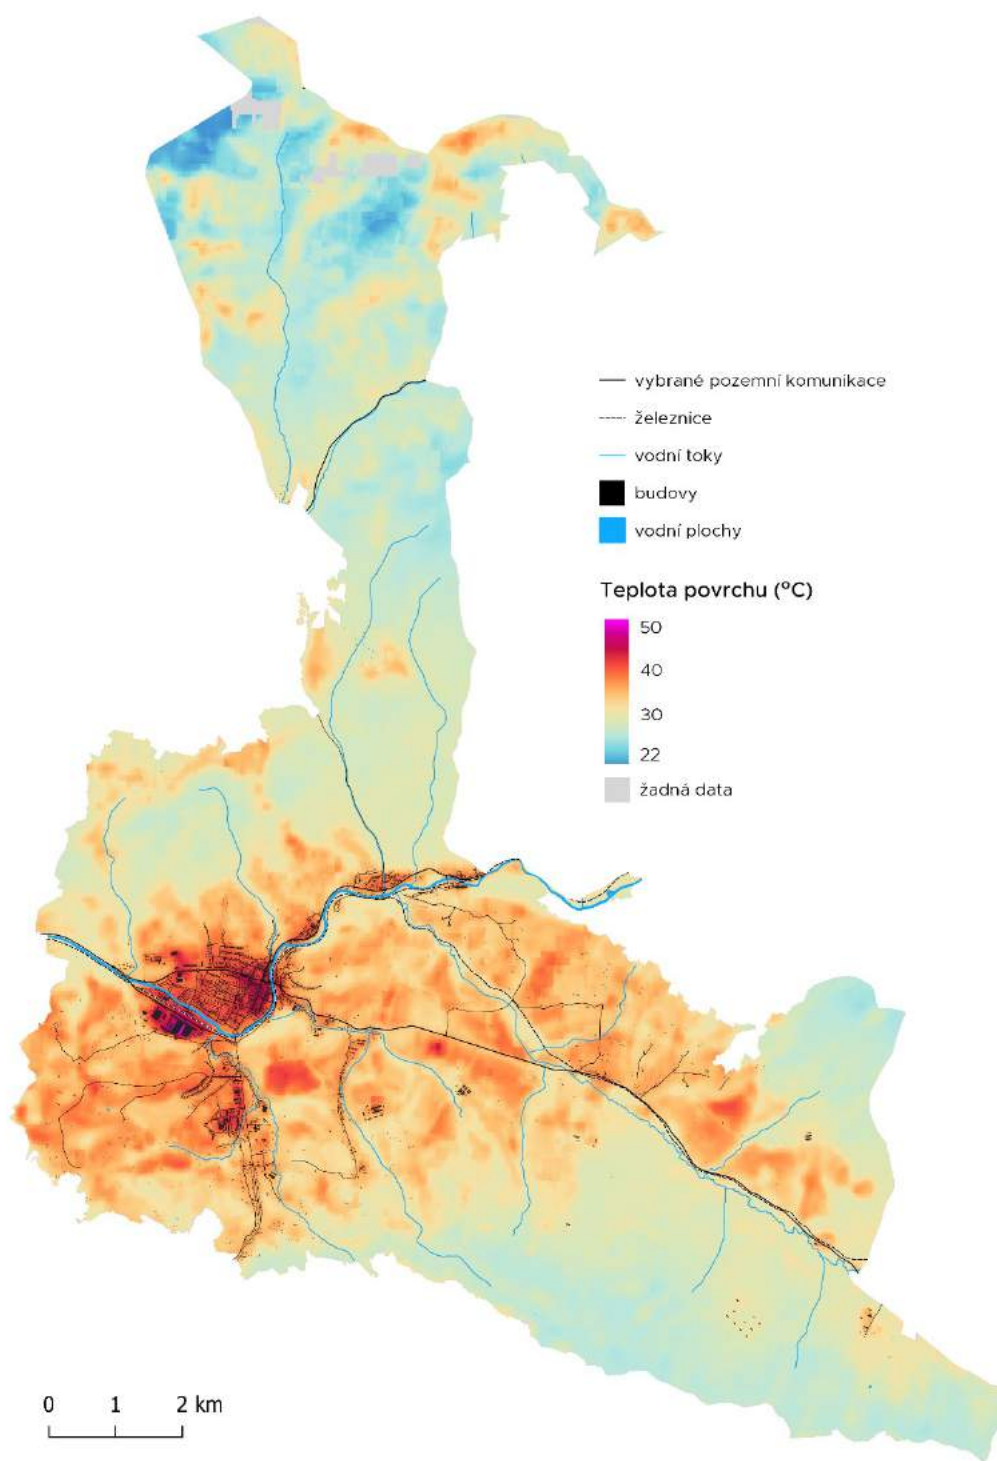 vybrané pozemní komunikace
železnice
vodní toky
budovy
vodní plochy
Teplota povrchu (°C)
50
40
30
22
žádná data
0 1 2 km